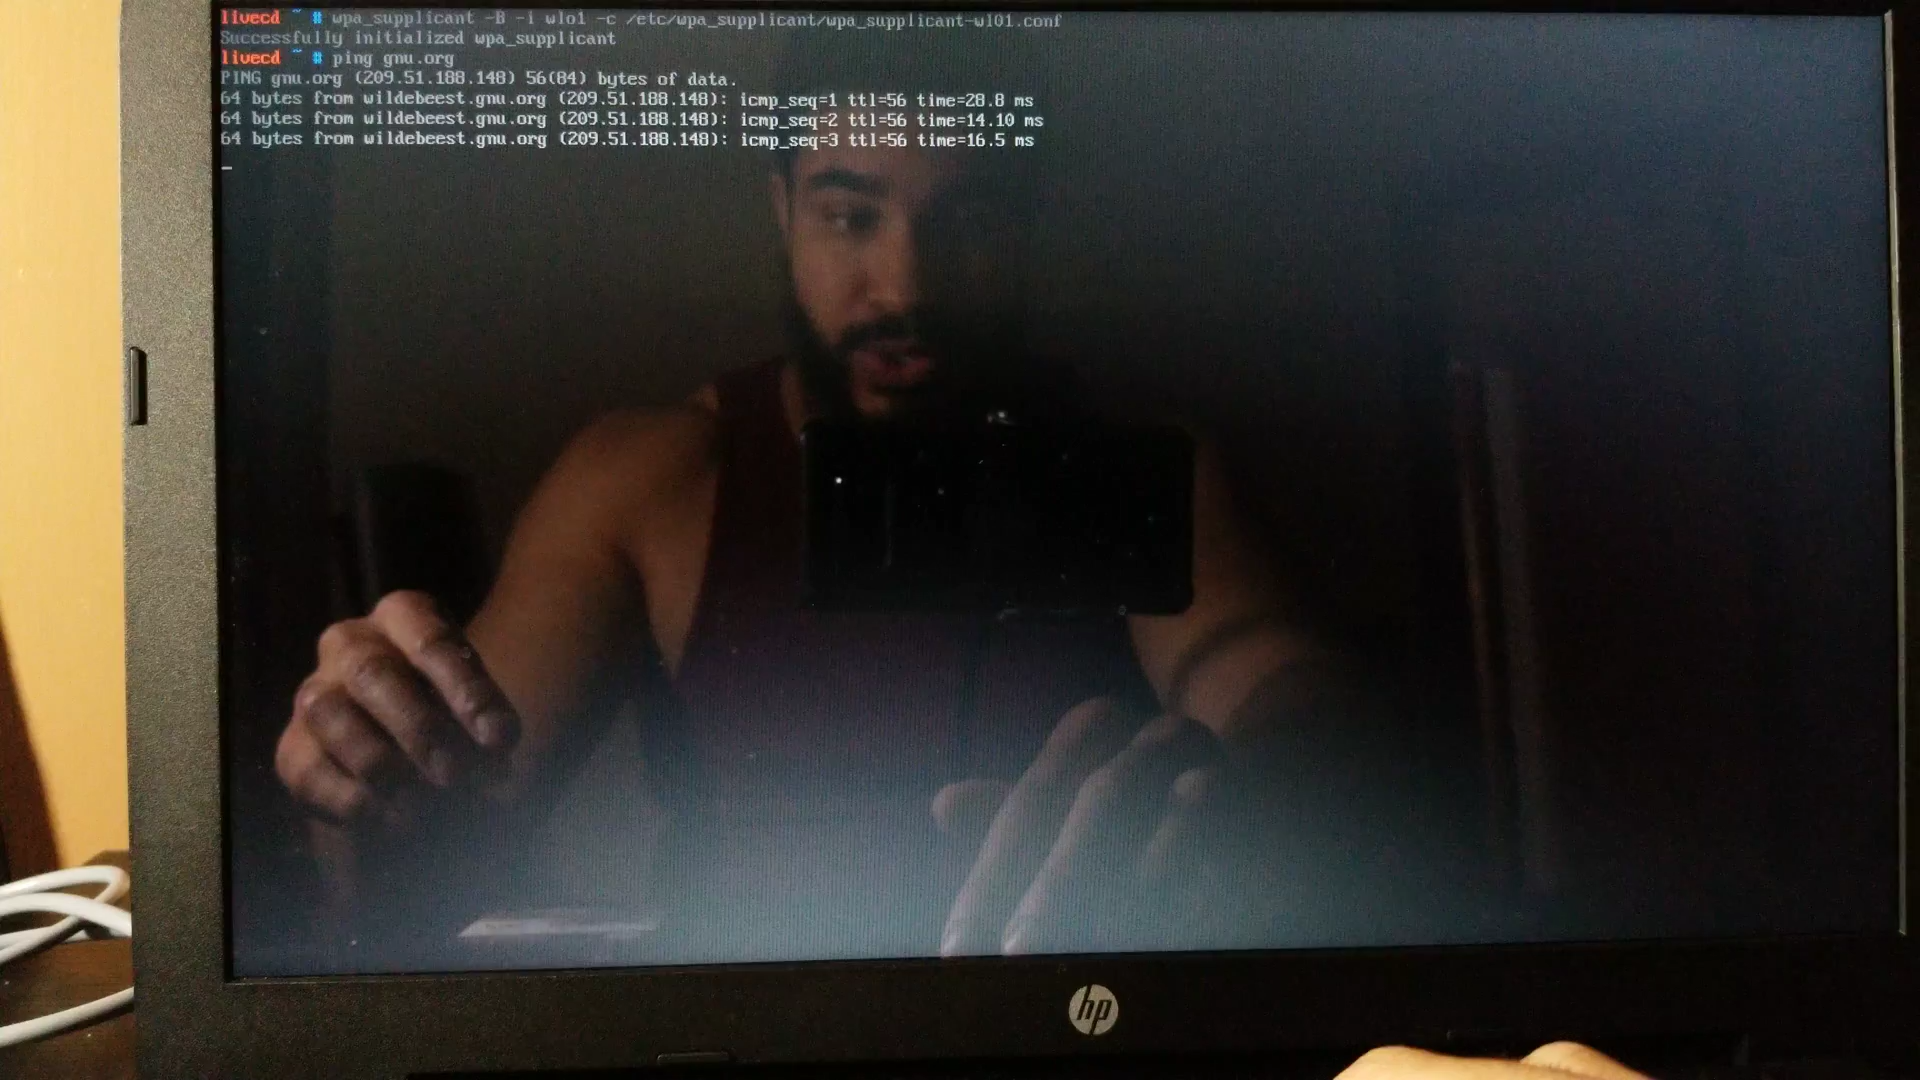 livecd ~ # wpa_supplicant -B -i wlo1 -c /etc/wpa_supplicant/wpa_supplicant-wl01.conf
Successfully initialized wpa_supplicant
livecd ~ # ping gnu.org
PING gnu.org (209.51.188.148) 56(84) bytes of data.
64 bytes from wildebeest.gnu.org (209.51.188.148): icmp_seq=1 ttl=56 time=28.8 ms
64 bytes from wildebeest.gnu.org (209.51.188.148): icmp_seq=2 ttl=56 time=14.10 ms
64 bytes from wildebeest.gnu.org (209.51.188.148): icmp_seq=3 ttl=56 time=16.5 ms
hp